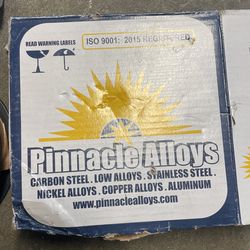 READ WARNING LABELS
ISO 9001: 2015 REGISTERED
Pinnacle Alloys
CARBON STEEL . LOW ALLOYS . STAINLESS STEEL .
NICKEL ALLOYS . COPPER ALLOYS . ALUMINUM
www.pinnaclealloys.com